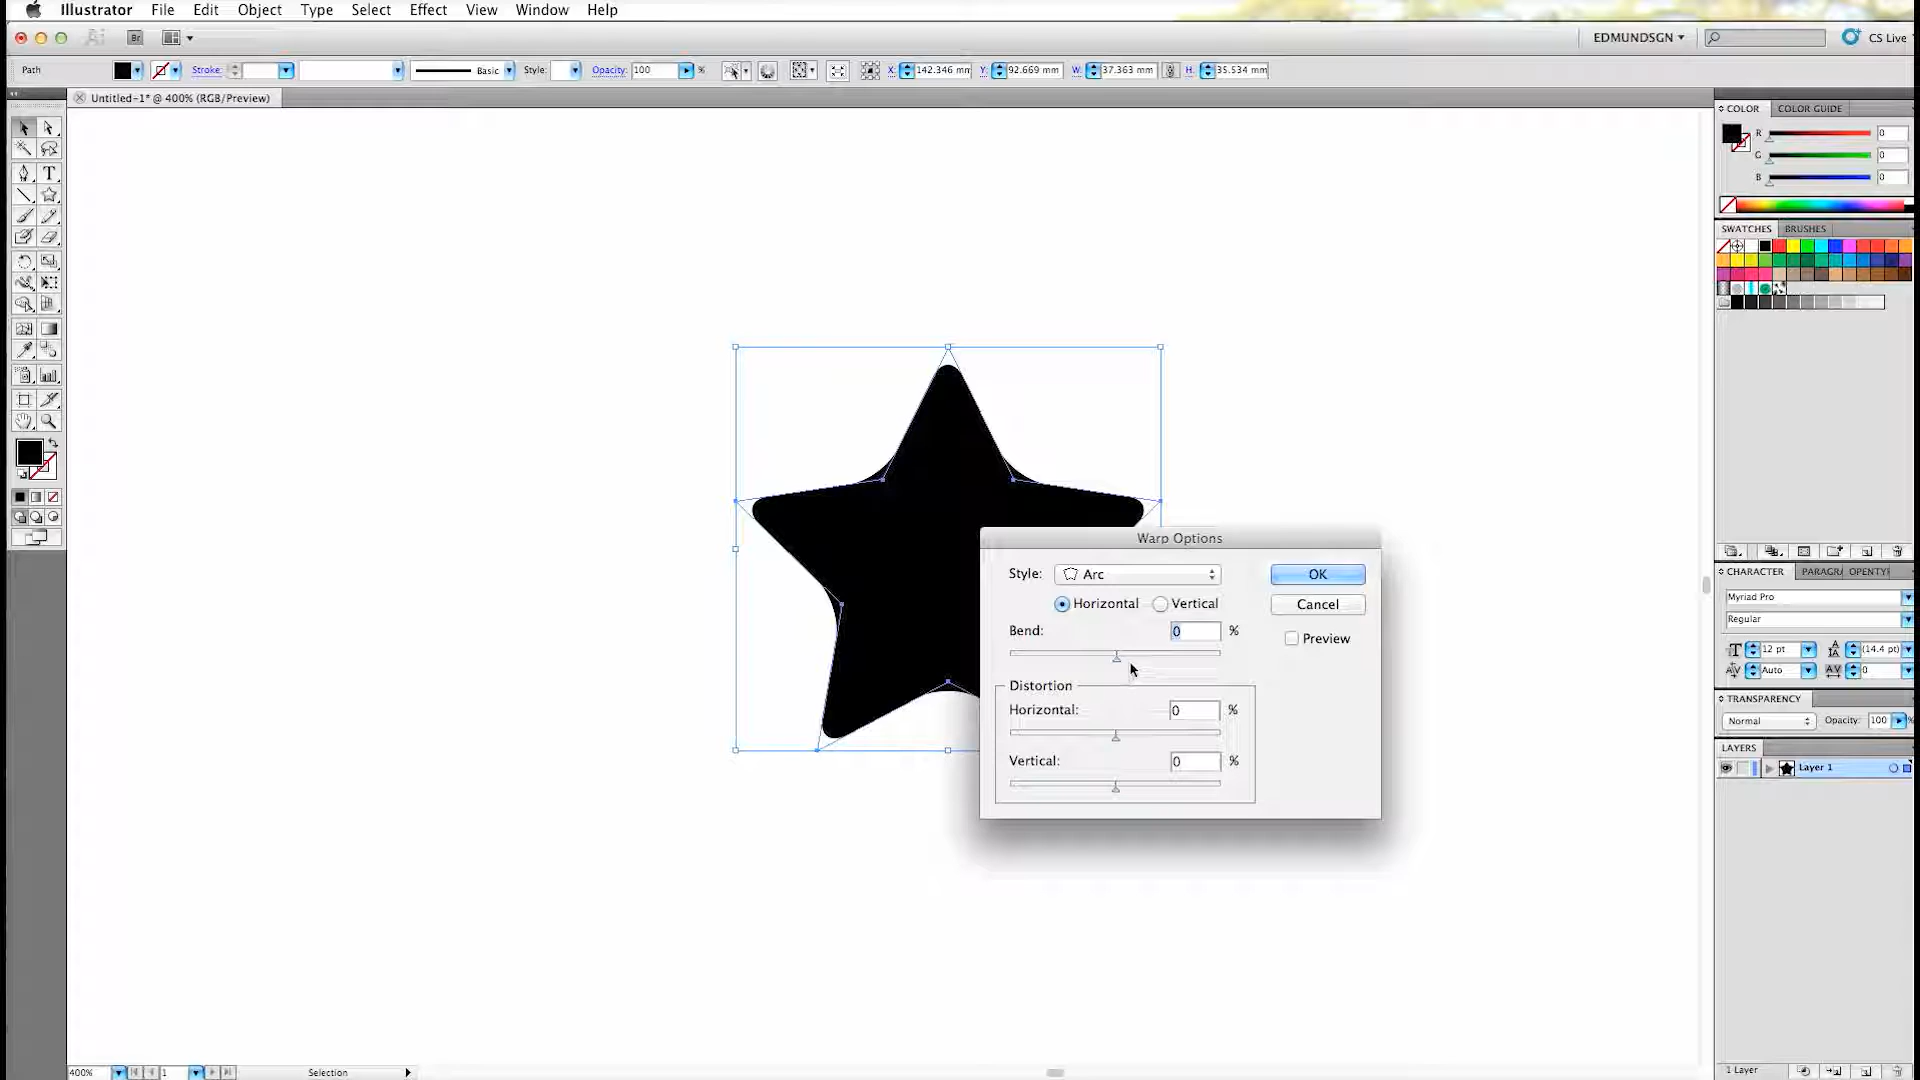 Illustrator File Edit Object Type Select Effect View Window Help
Br EDMUNDSGN CS Live
Path Stroke: Basic Style: Opacity: 100 % X: 142.346 mm Y: 92.669 mm W: 37.363 mm H: 35.534 mm
Untitled-1* @ 400% (RGB/Preview)
COLOR COLOR GUIDE
R 0
G 0
B 0
SWATCHES BRUSHES
Warp Options
Style: Arc OK
Horizontal Vertical Cancel
Bend: 0 %
Preview
Distortion
Horizontal: 0 %
Vertical: 0 %
CHARACTER PARAGRA OPENTY
Myriad Pro
Regular
12 pt (14.4 pt)
Auto 0
TRANSPARENCY
Normal Opacity: 100 %
LAYERS
Layer 1
400% 1 Selection 1 Layer